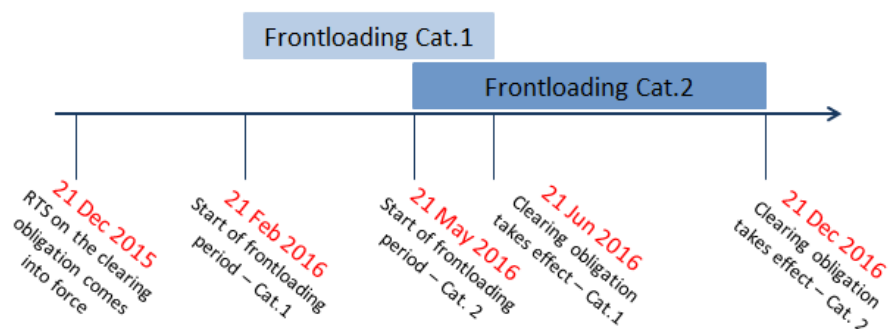 Frontloading Cat.1
Frontloading Cat.2
21 Dec 2015
RTS on the clearing
obligation comes
into force
21 Feb 2016
Start of frontloading
period – Cat.1
21 May 2016
Start of frontloading
period – Cat. 2
21 Jun 2016
Clearing obligation
takes effect – Cat.1
21 Dec 2016
Clearing obligation
takes effect – Cat. 2